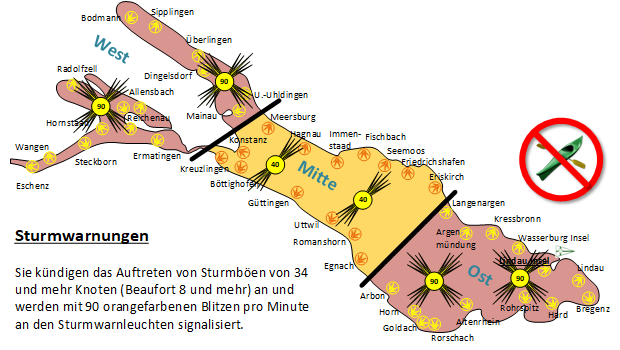 Sipplingen
Bodmann
Überlingen
West
Radolfzell
Dingelsdorf
90
Allensbach
U.-Uhldingen
90
Mainau
Meersburg
Hornstaad
Reichenau
Hagnau
Immen-
staad
Fischbach
Wangen
Konstanz
Seemoos
Steckborn
Ermatingen
Kreuzlingen
40
Friedrichshafen
Eschenz
Böttighofen
Mitte
Eriskirch
Güttingen
40
Langenargen
Kressbronn
Uttwil
Argen
mündung
Romanshorn
Wasserburg Insel
Sturmwarnungen
Egnach
Ost
Lindau Insel
Lindau
90
90
Sie kündigen das Auftreten von Sturmböen von 34
und mehr Knoten (Beaufort 8 und mehr) an und
werden mit 90 orangefarbenen Blitzen pro Minute
an den Sturmwarnleuchten signalisiert.
Arbon
Horn
Goldach
Rorschach
Altenrhein
Rohrspitz
Hard
Bregenz